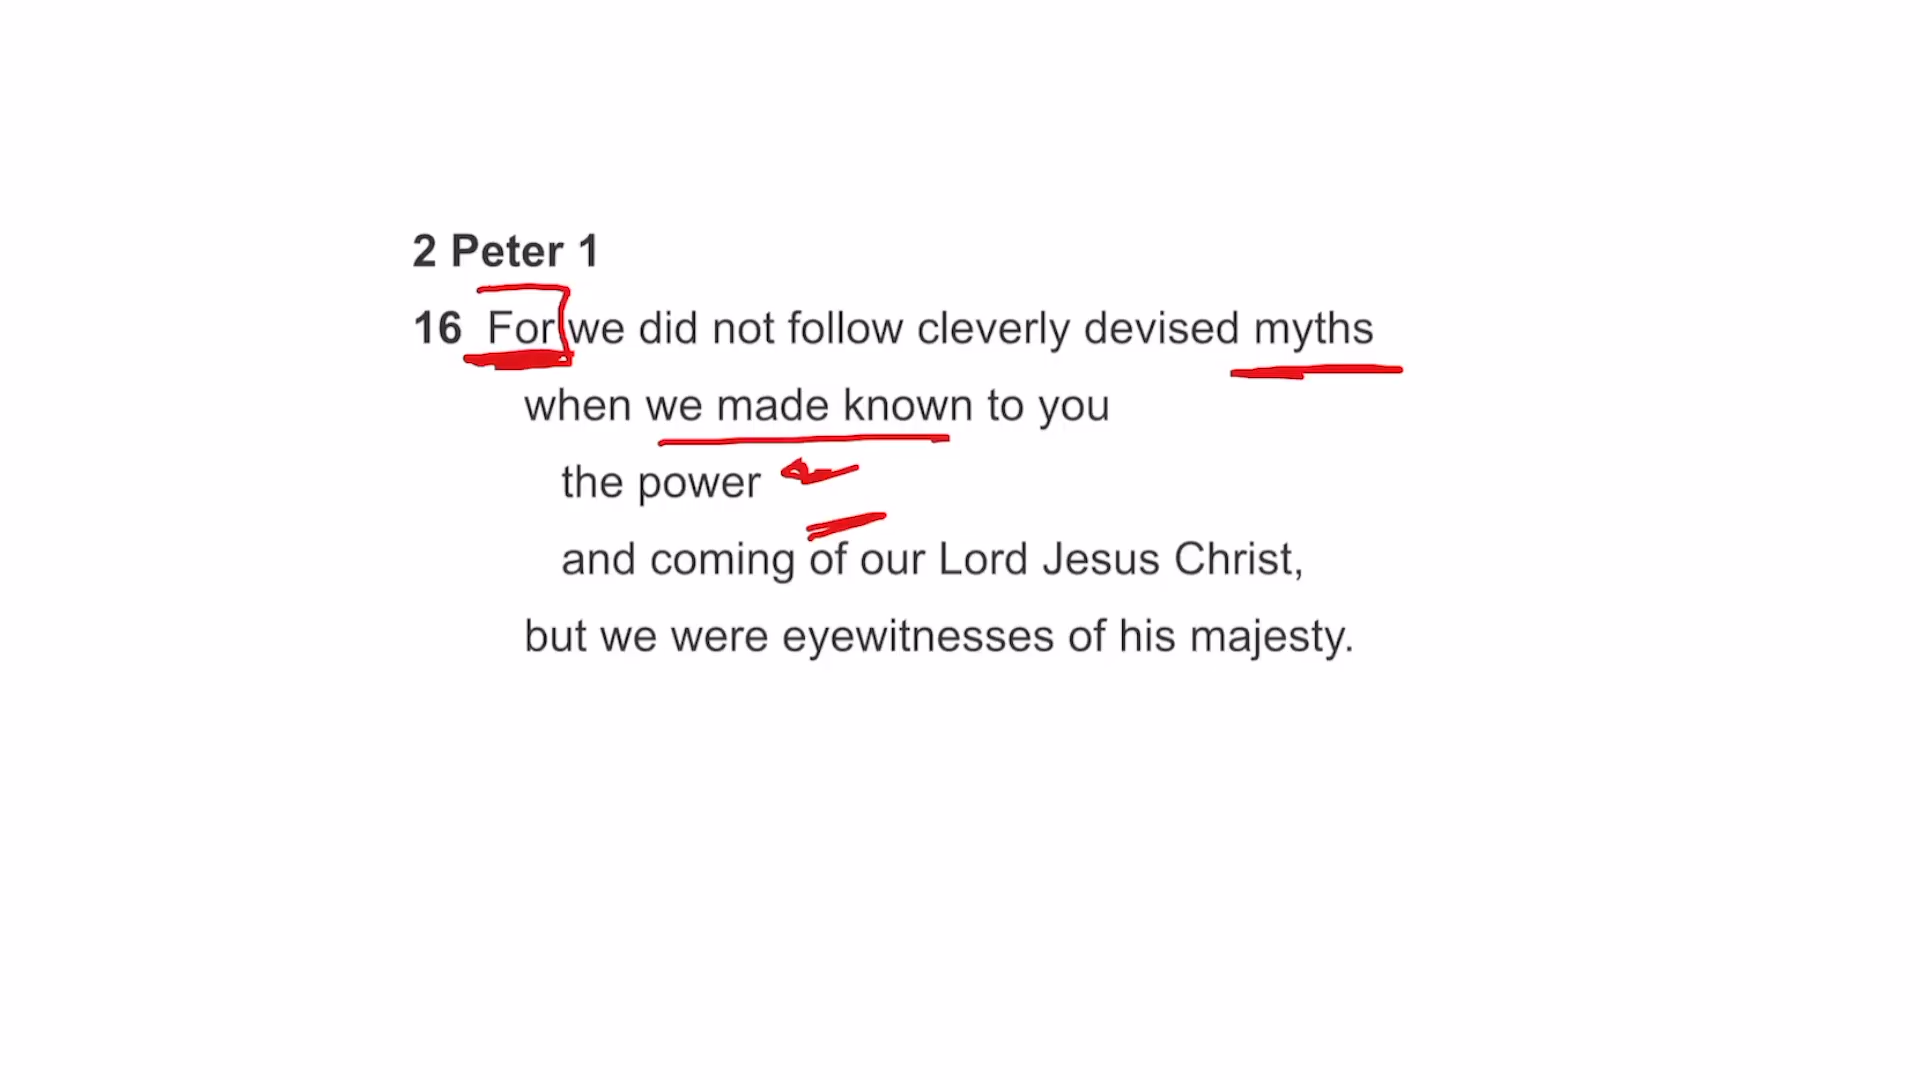 2 Peter 1
16 For we did not follow cleverly devised myths
when we made known to you
the power
and coming of our Lord Jesus Christ,
but we were eyewitnesses of his majesty.